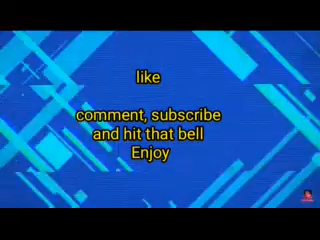 like
comment, subscribe
and hit that bell
Enjoy